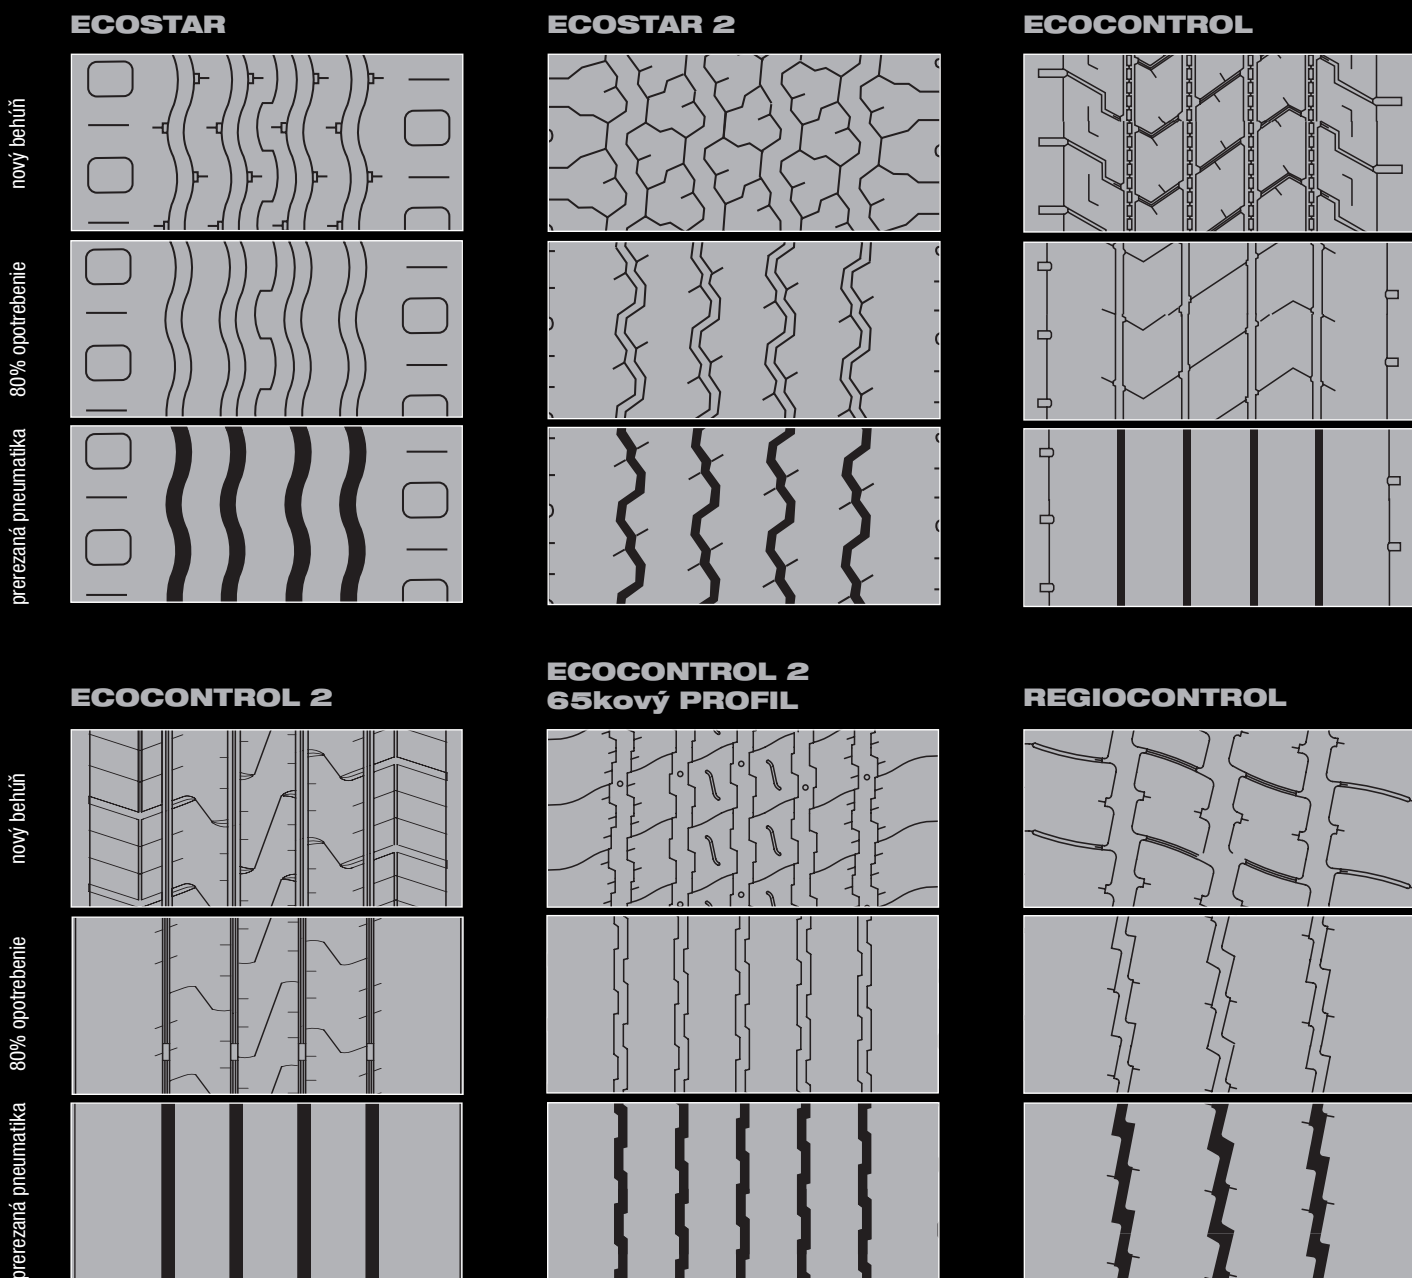 ECOSTAR
ECOSTAR 2
ECOCONTROL
nový behúň
80% opotrebenie
prerezaná pneumatika
ECOCONTROL 2
ECOCONTROL 2
65kový PROFIL
REGIOCONTROL
nový behúň
80% opotrebenie
prerezaná pneumatika